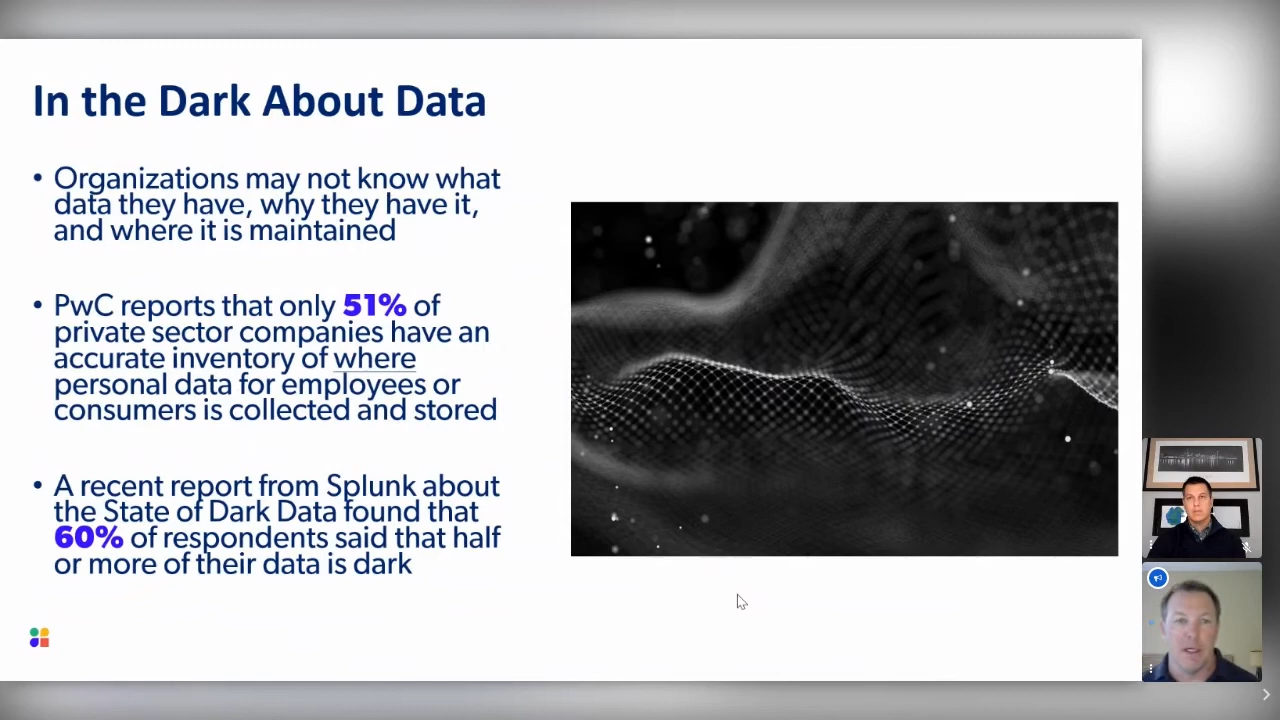 In the Dark About Data
• Organizations may not know what
data they have, why they have it,
and where it is maintained
• PwC reports that only 51% of
private sector companies have an
accurate inventory of where
personal data for employees or
consumers is collected and stored
• A recent report from Splunk about
the State of Dark Data found that
60% of respondents said that half
or more of their data is dark